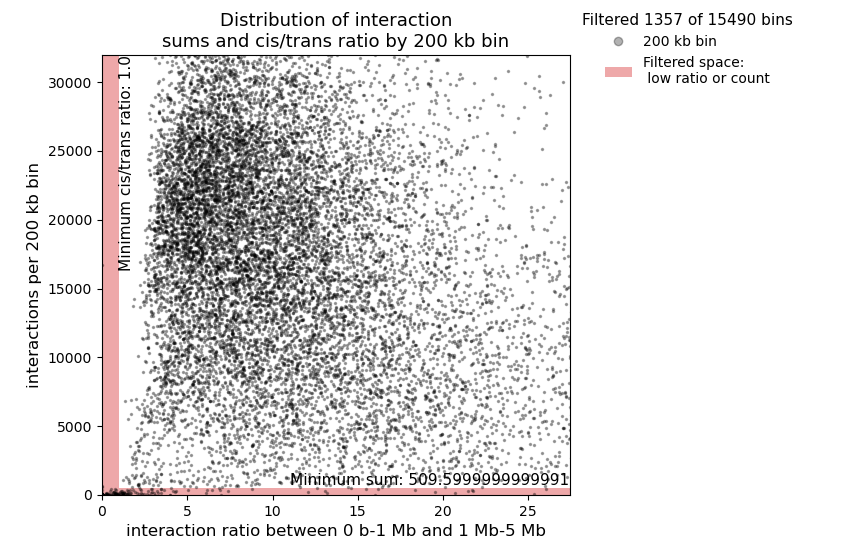 Distribution of interaction
sums and cis/trans ratio by 200 kb bin
Filtered 1357 of 15490 bins
200 kb bin
Filtered space:
low ratio or count
Minimum cis/trans ratio: 1.0
Minimum sum: 509.5999999999991
interactions per 200 kb bin
30000
25000
20000
15000
10000
5000
0
0 5 10 15 20 25
interaction ratio between 0 b-1 Mb and 1 Mb-5 Mb